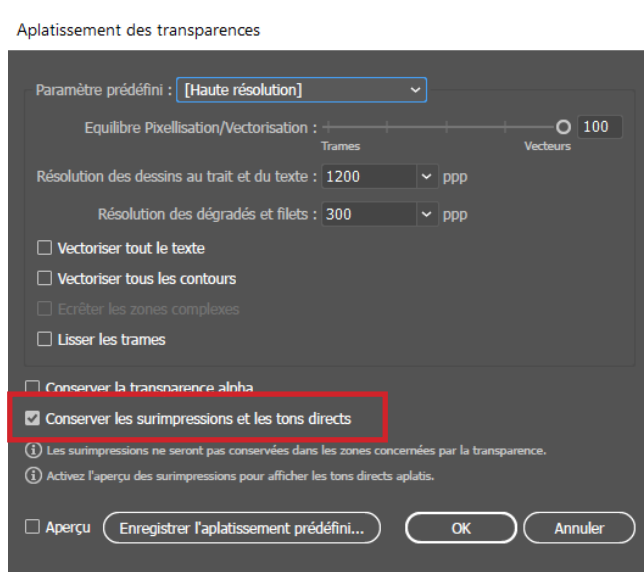 Aplatissement des transparences
Paramètre prédéfini : [Haute résolution]
Equilibre Pixellisation/Vectorisation : 100
Trames Vecteurs
Résolution des dessins au trait et du texte : 1200 ppp
Résolution des dégradés et filets : 300 ppp
Vectoriser tout le texte
Vectoriser tous les contours
Ecrêter les zones complexes
Lisser les trames
Conserver la transparence alpha
Conserver les surimpressions et les tons directs
Les surimpressions ne seront pas conservées dans les zones concernées par la transparence.
Activez l'aperçu des surimpressions pour afficher les tons directs aplatis.
Aperçu Enregistrer l'aplatissement prédéfini... OK Annuler